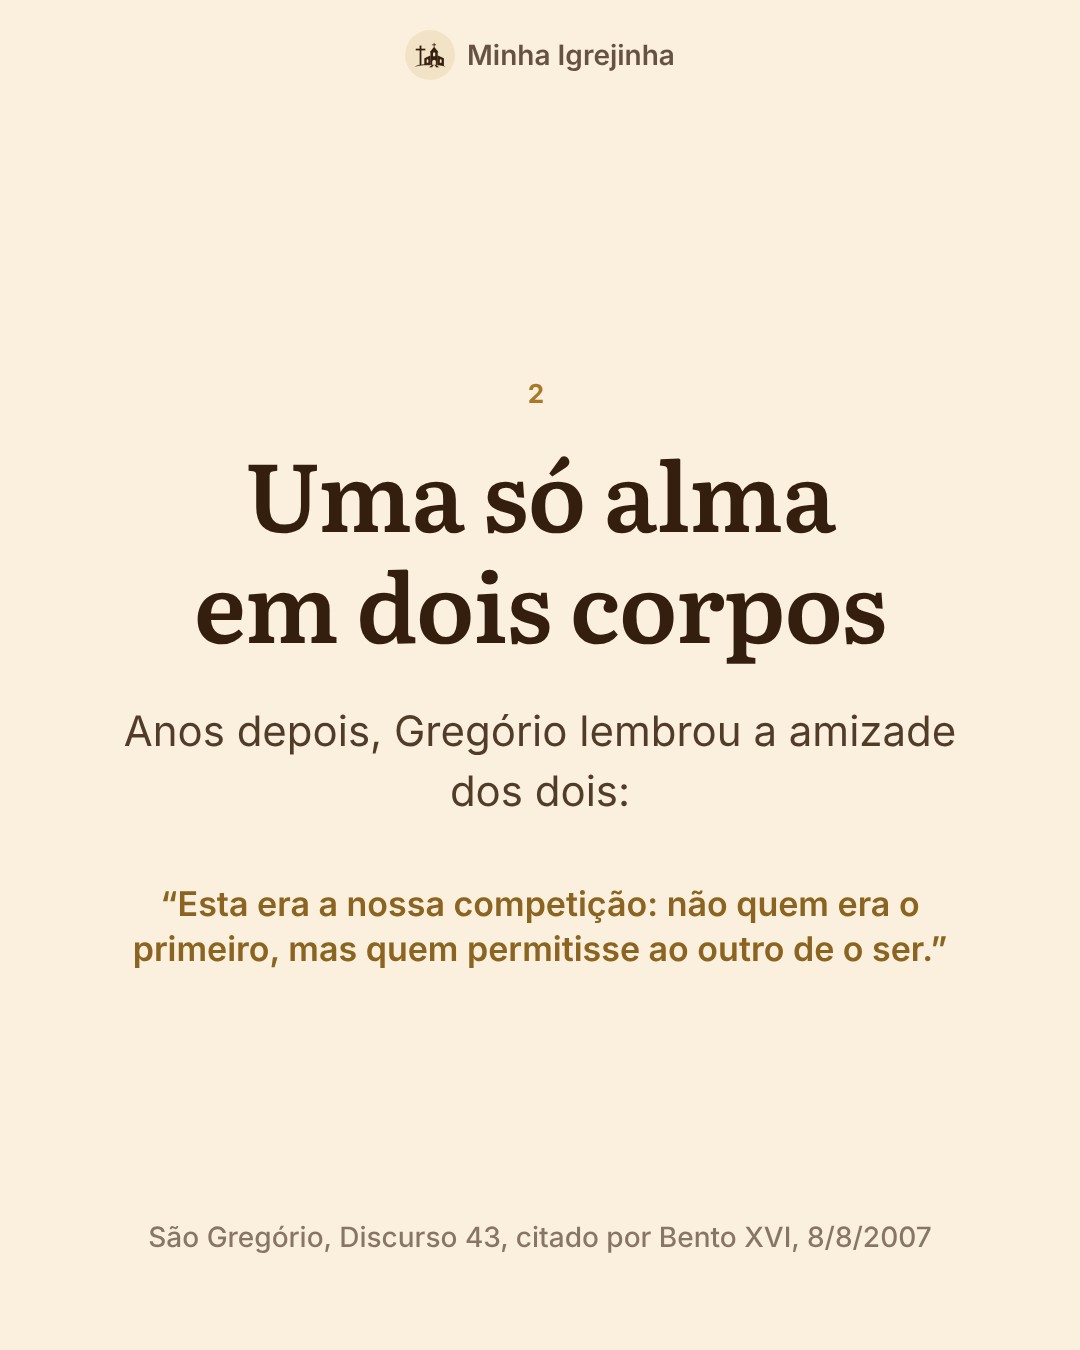 Minha Igrejinha
2
Uma só alma
em dois corpos
Anos depois, Gregório lembrou a amizade
dos dois:
“Esta era a nossa competição: não quem era o
primeiro, mas quem permitisse ao outro de o ser.”
São Gregório, Discurso 43, citado por Bento XVI, 8/8/2007